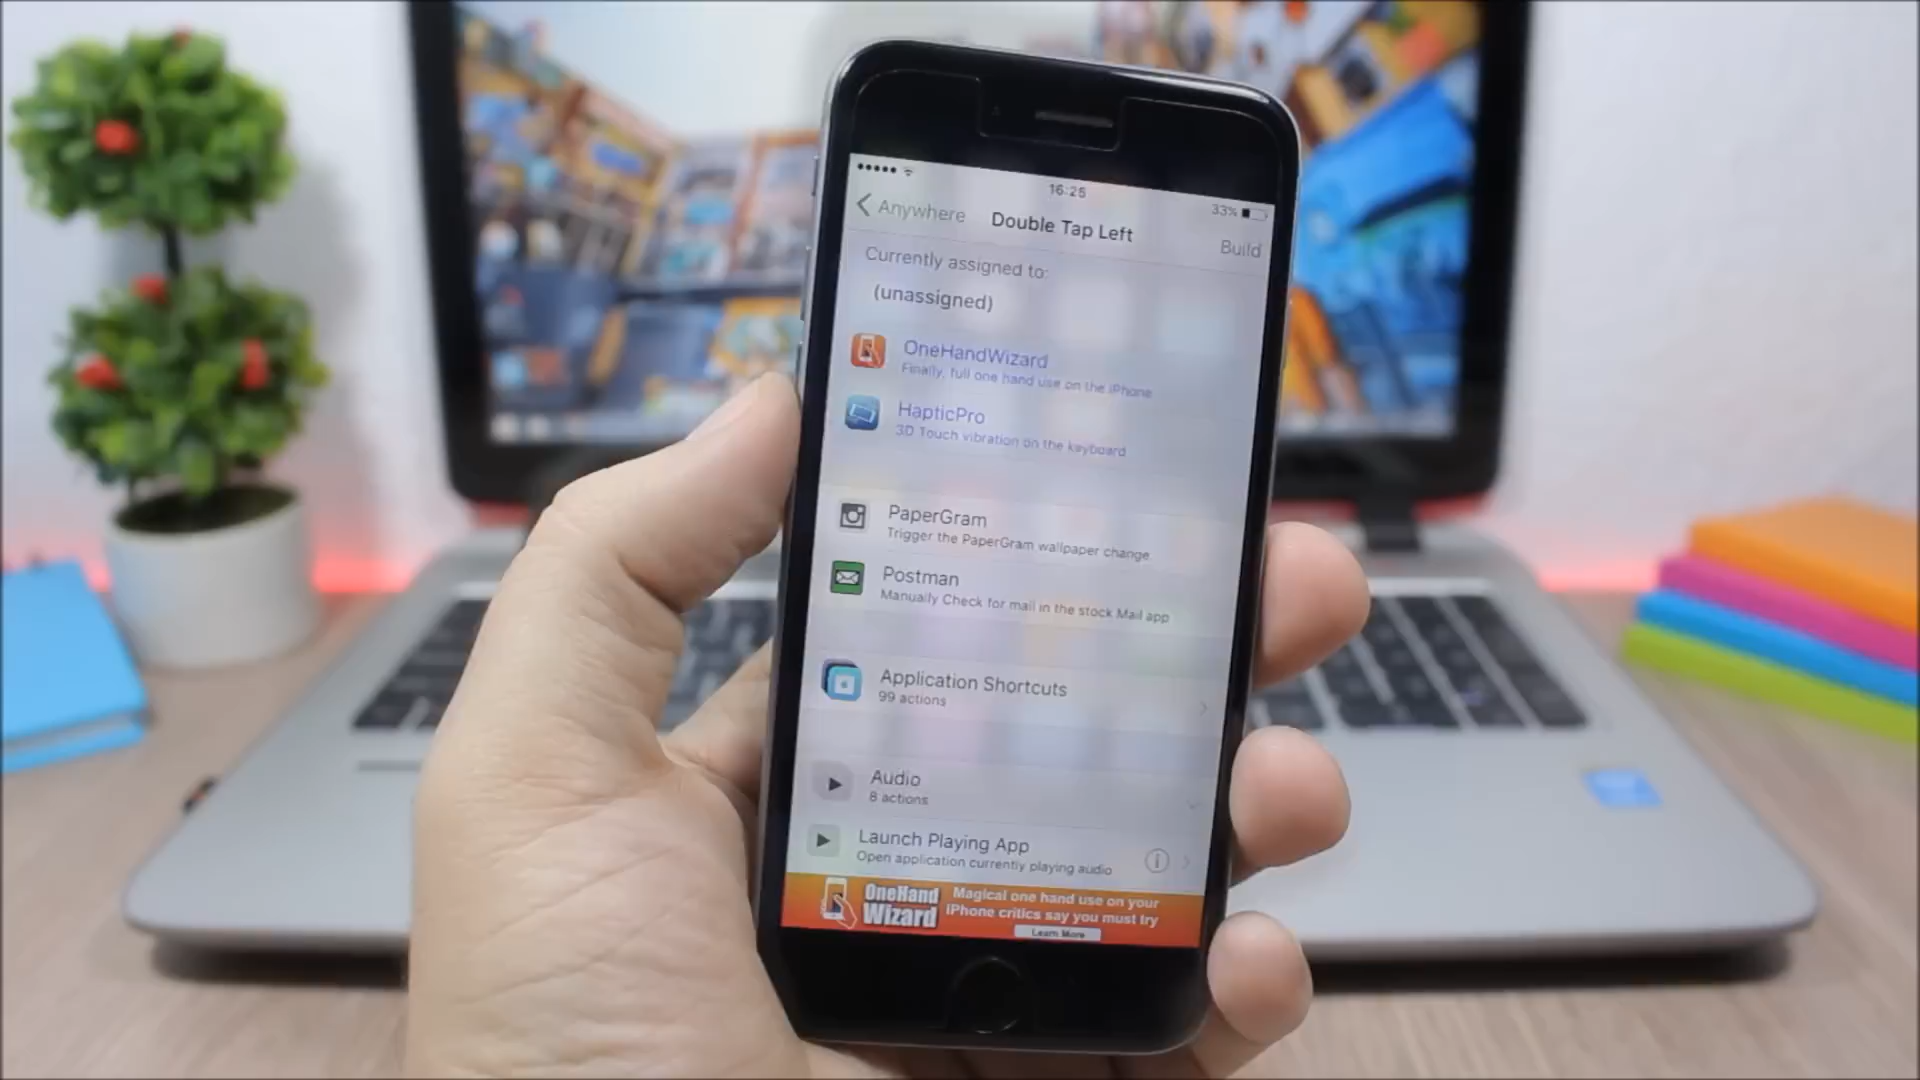 16:25
33%
Anywhere
Double Tap Left
Build
Currently assigned to:
(unassigned)
OneHandWizard
Finally, full one hand use on the iPhone
HapticPro
3D Touch vibration on the keyboard
PaperGram
Trigger the PaperGram wallpaper change
Postman
Manually Check for mail in the stock Mail app
Application Shortcuts
99 actions
Audio
8 actions
Launch Playing App
Open application currently playing audio
OneHand
Wizard
Magical one hand use on your
iPhone critics say you must try
Learn More